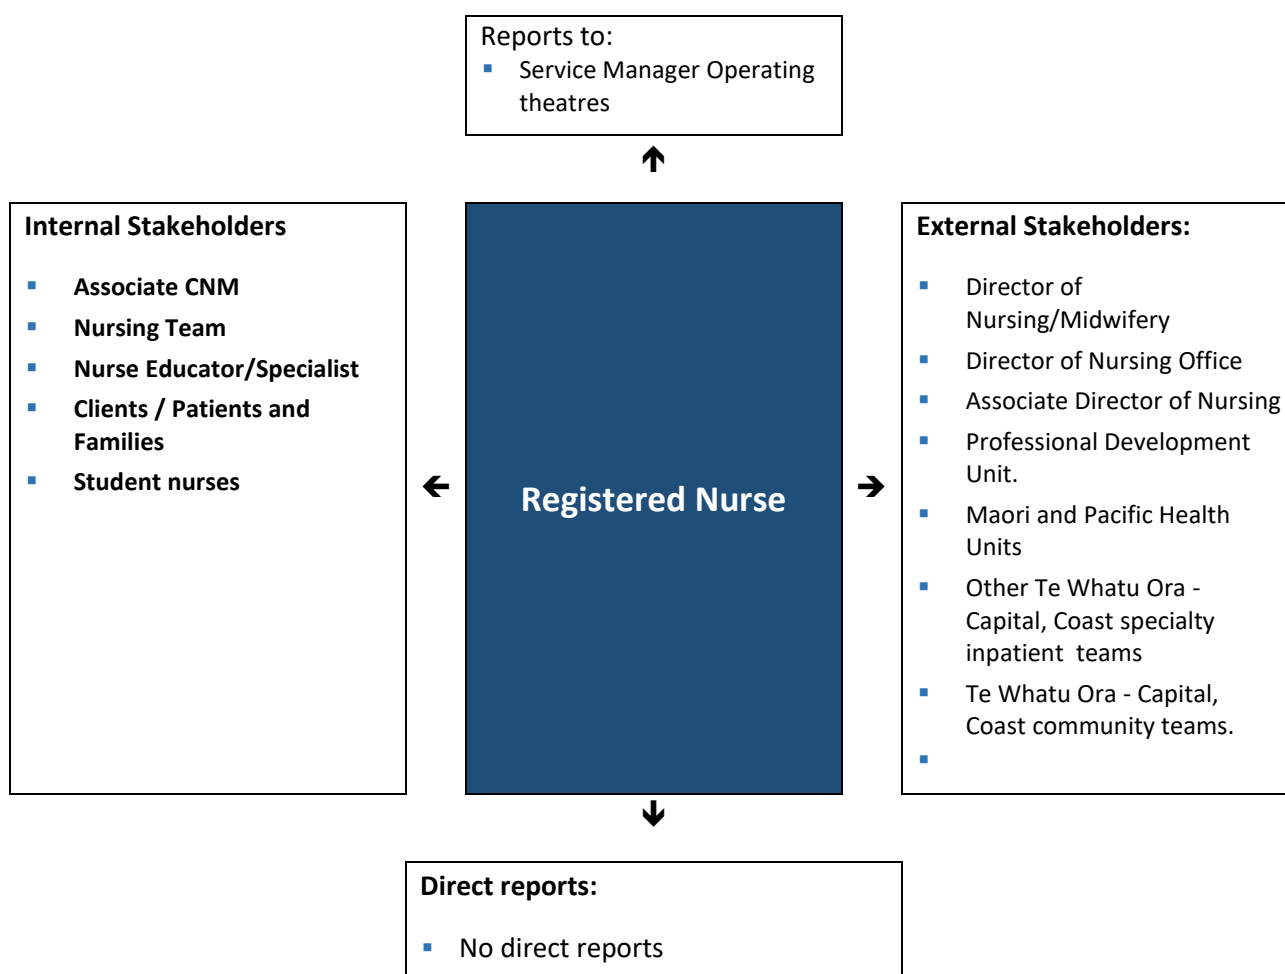 Reports to:
▪ Service Manager Operating
theatres
Internal Stakeholders
▪ Associate CNM
▪ Nursing Team
▪ Nurse Educator/Specialist
▪ Clients / Patients and
Families
▪ Student nurses
Registered Nurse
External Stakeholders:
▪ Director of
Nursing/Midwifery
▪ Director of Nursing Office
▪ Associate Director of Nursing
▪ Professional Development
Unit.
▪ Maori and Pacific Health
Units
▪ Other Te Whatu Ora -
Capital, Coast specialty
inpatient  teams
▪ Te Whatu Ora - Capital,
Coast community teams.
▪
Direct reports:
▪ No direct reports